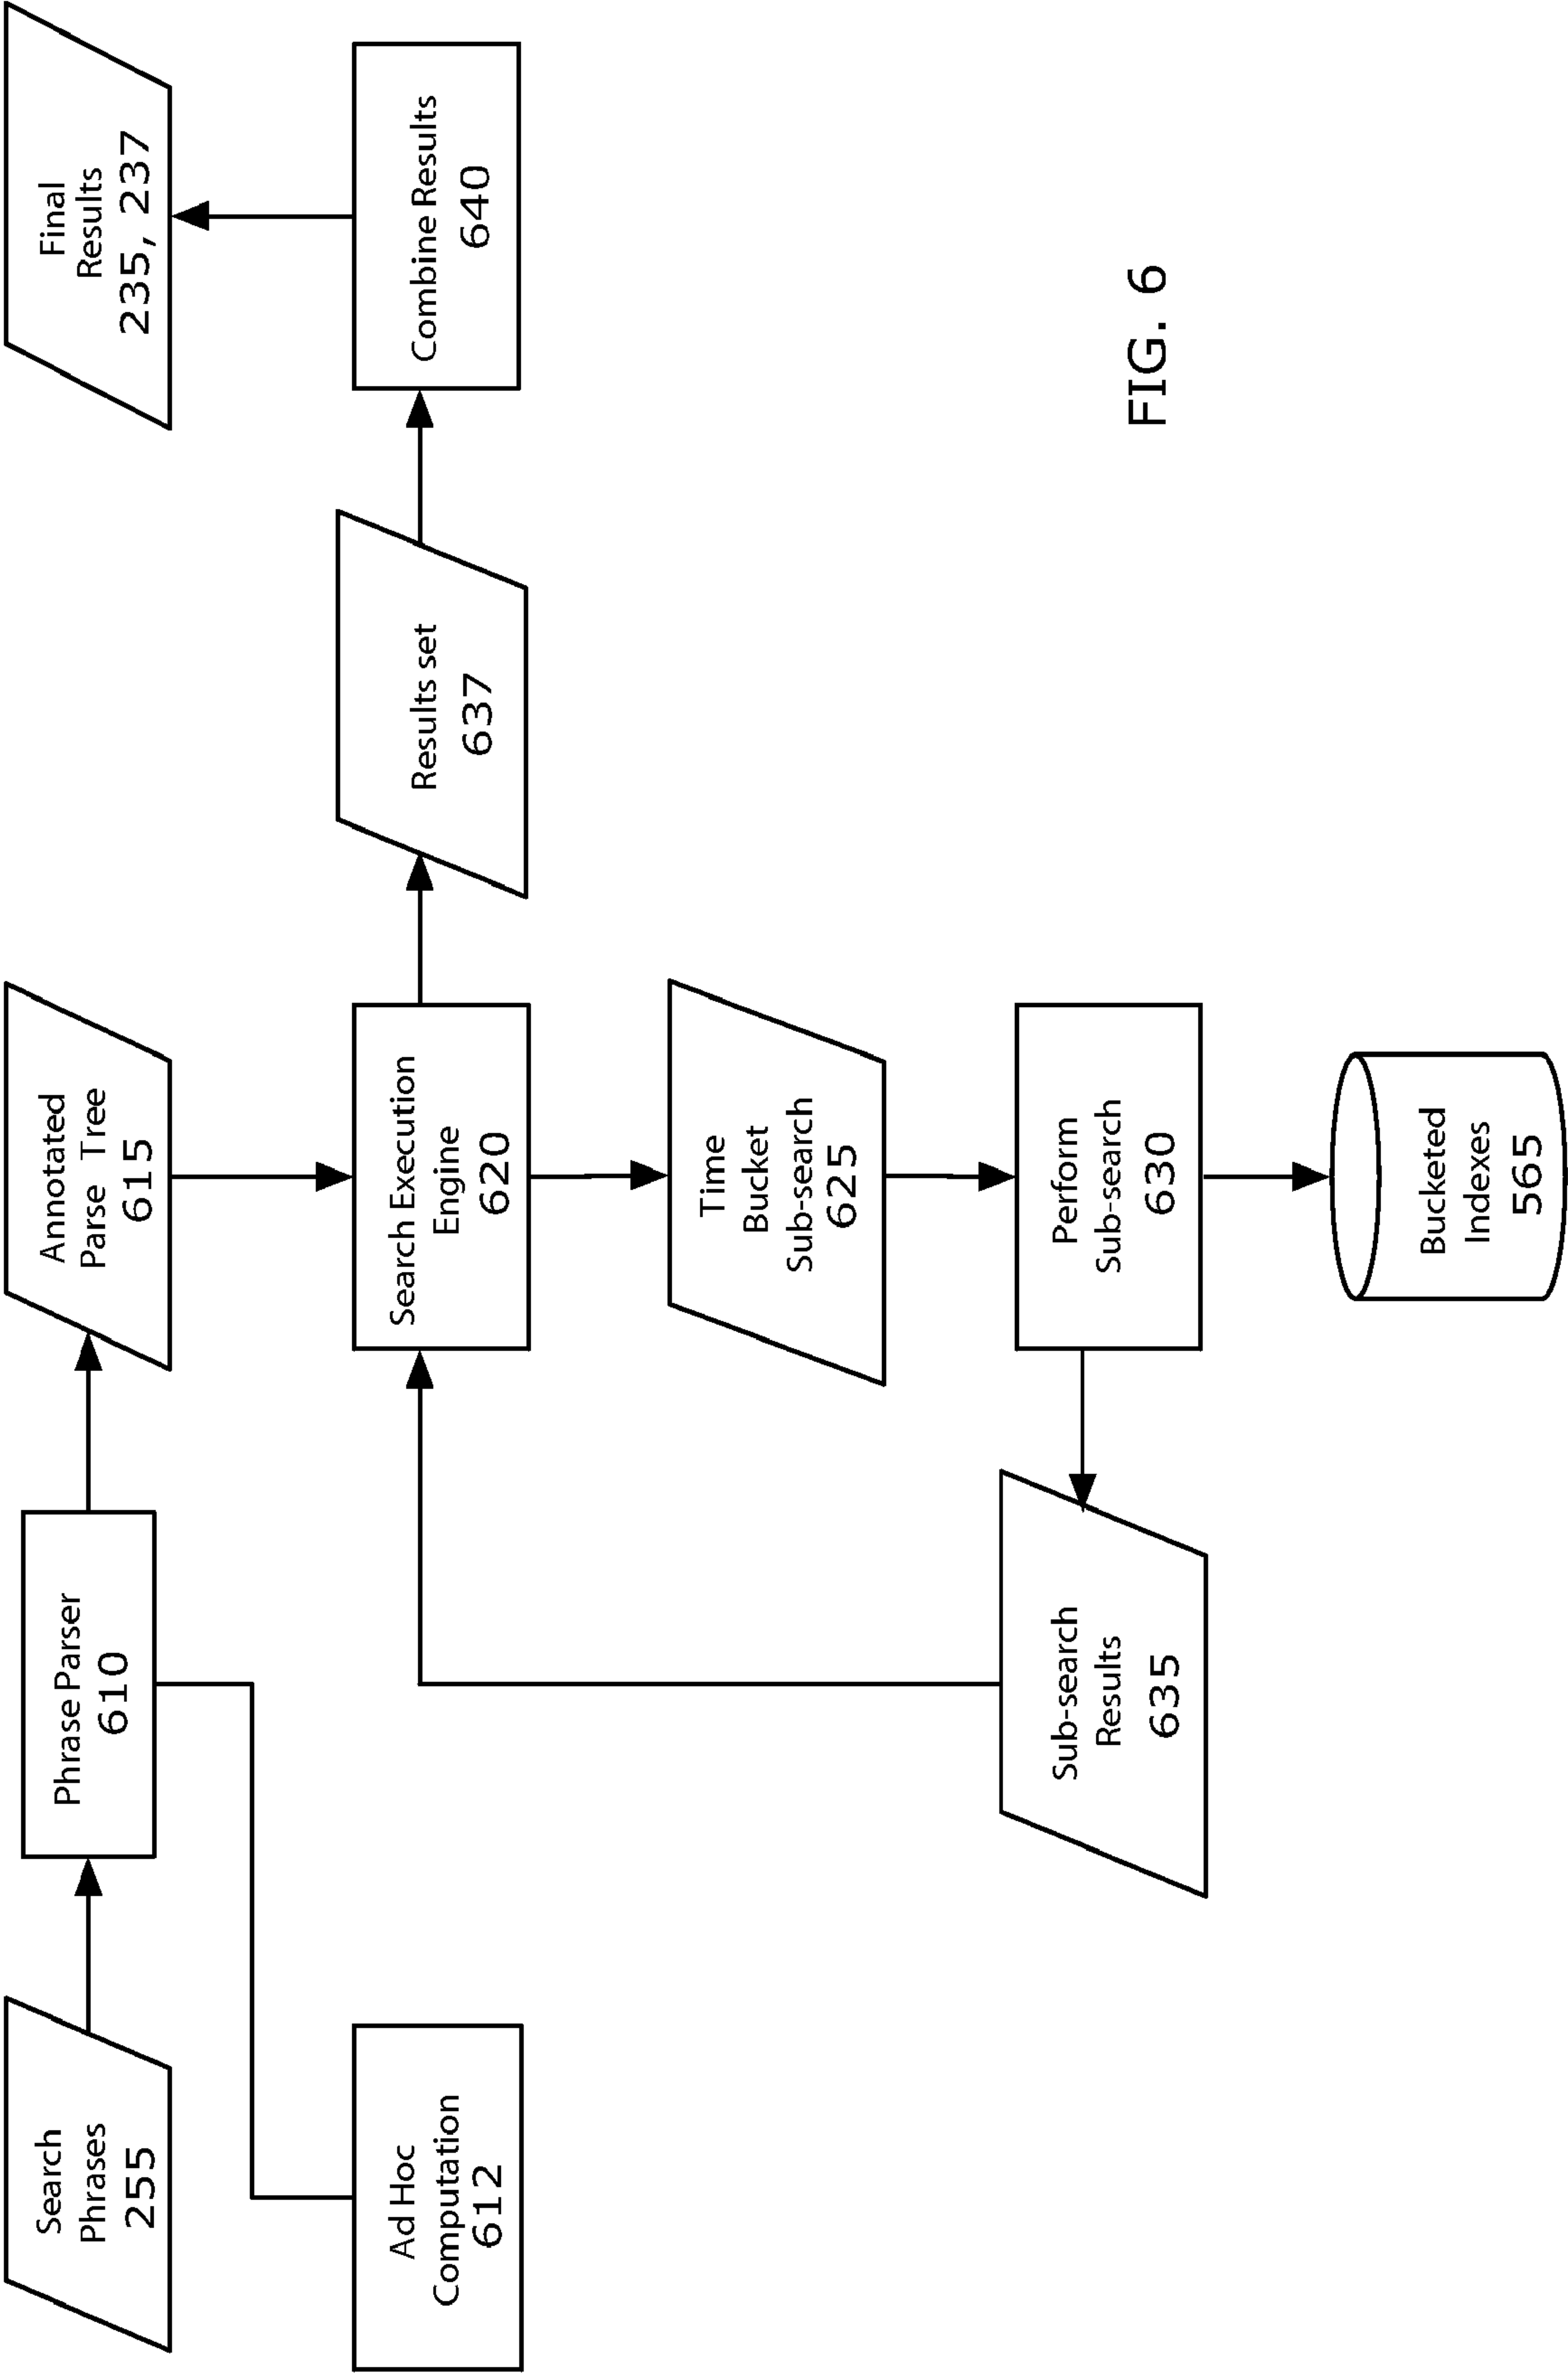 Search
Phrases
255
Phrase Parser
610
Annotated
Parse Tree
615
Final
Results
235, 237
Ad Hoc
Computation
612
Search Execution
Engine
620
Results set
637
Combine Results
640
Time
Bucket
Sub-search
625
Sub-search
Results
635
Perform
Sub-search
630
Bucketed
Indexes
565
FIG. 6